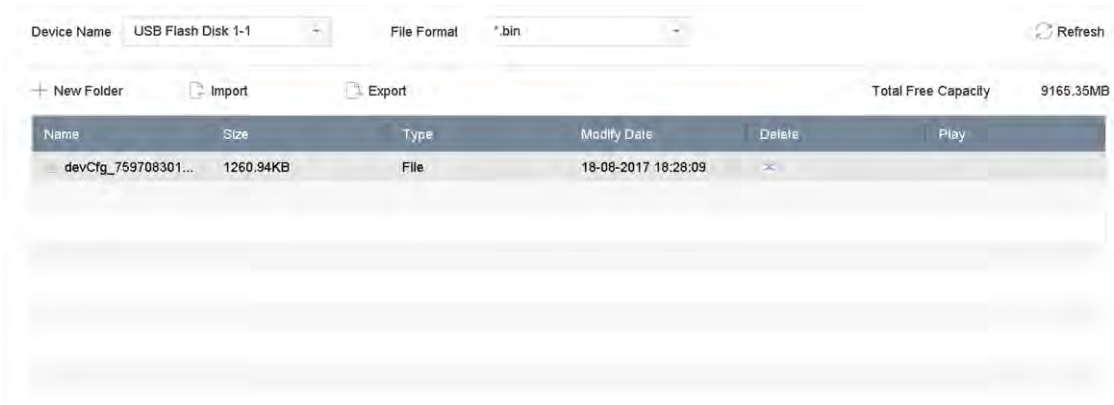 Device Name USB Flash Disk 1-1 File Format *.bin Refresh
New Folder Import Export Total Free Capacity 9165.35MB
Name Size Type Modify Date Delete Play
devCfg_759708301... 1260.94KB File 18-08-2017 18:28:09